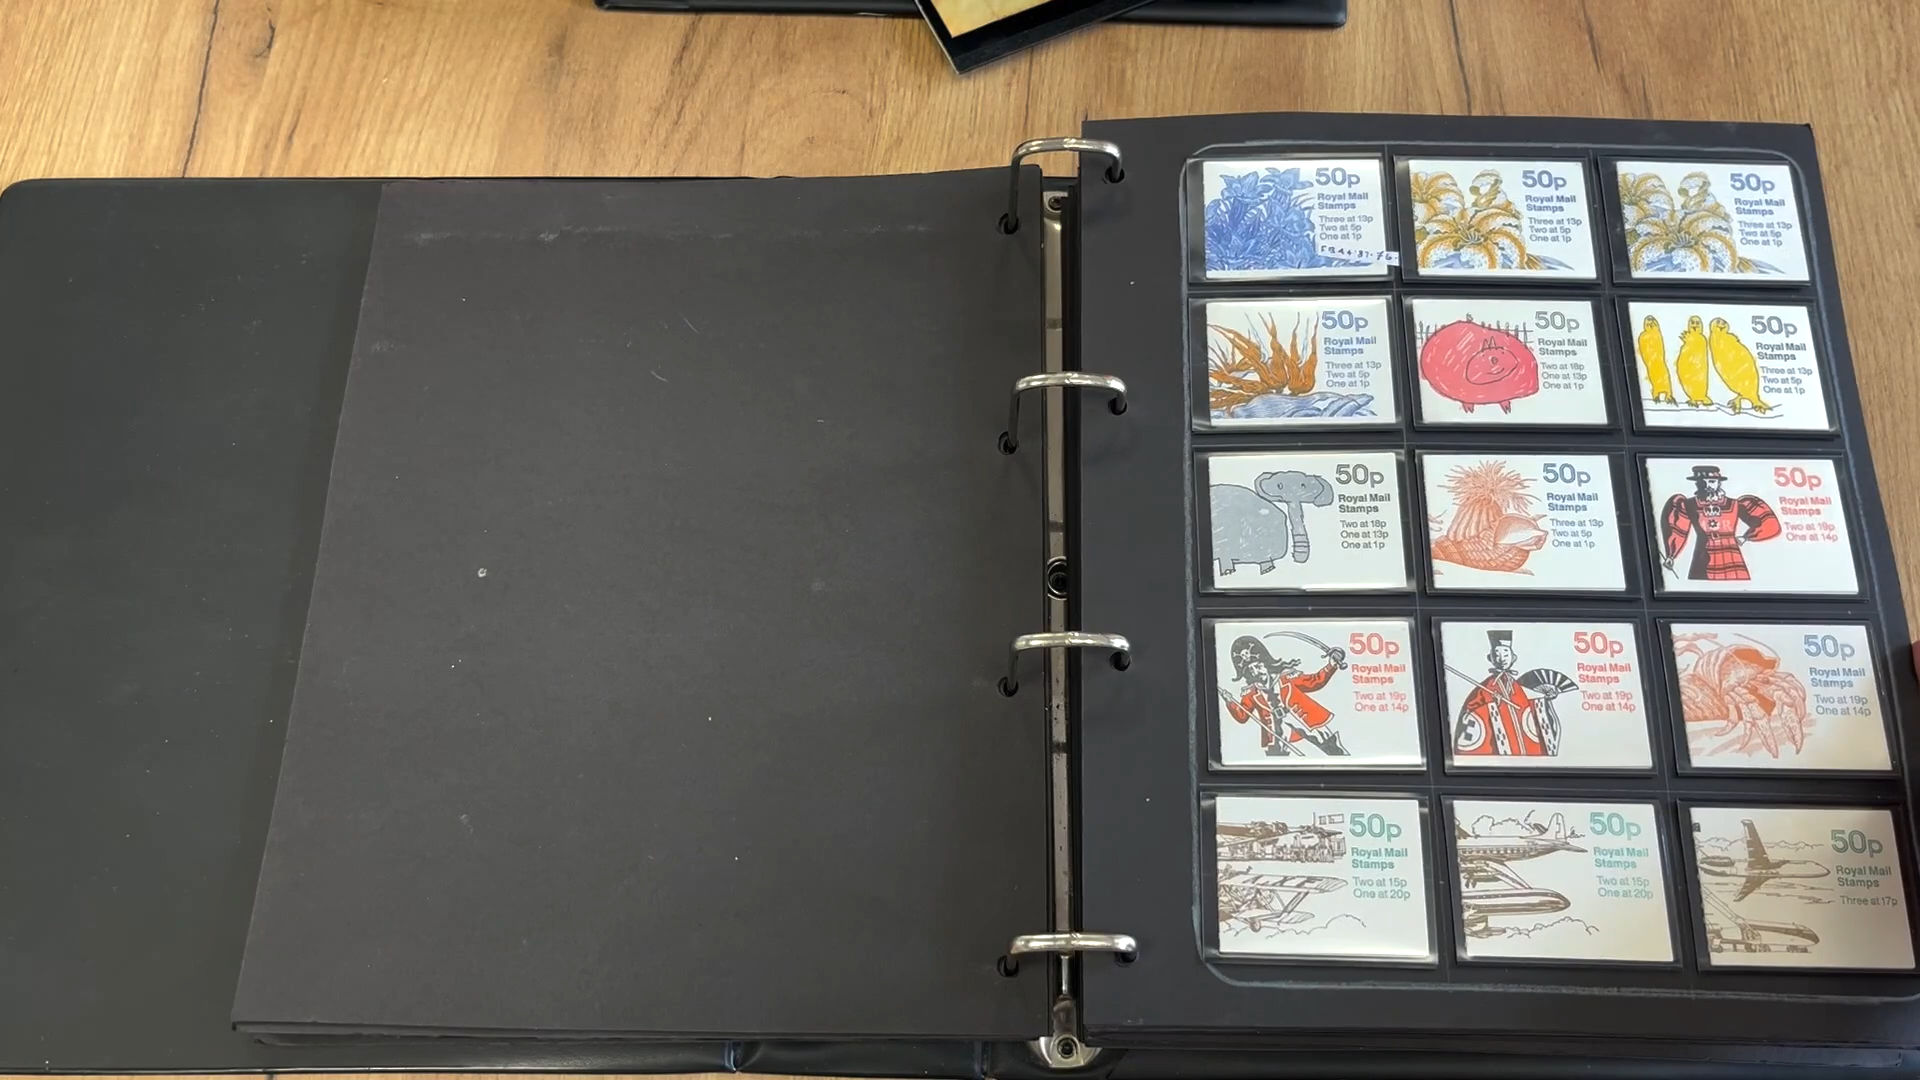 50p
Royal Mail
Stamps
Three at 13p
Two at 5p
One at 1p
50p
Royal Mail
Stamps
Three at 13p
Two at 5p
One at 1p
50p
Royal Mail
Stamps
Three at 13p
Two at 5p
One at 1p
50p
Royal Mail
Stamps
Three at 13p
Two at 5p
One at 1p
50p
Royal Mail
Stamps
Two at 18p
One at 13p
One at 1p
50p
Royal Mail
Stamps
Three at 13p
Two at 5p
One at 1p
50p
Royal Mail
Stamps
Two at 18p
One at 13p
One at 1p
50p
Royal Mail
Stamps
Three at 13p
Two at 5p
One at 1p
50p
Royal Mail
Stamps
Two at 19p
One at 14p
50p
Royal Mail
Stamps
Two at 19p
One at 14p
50p
Royal Mail
Stamps
Two at 19p
One at 14p
50p
Royal Mail
Stamps
Two at 19p
One at 14p
50p
Royal Mail
Stamps
Two at 15p
One at 20p
50p
Royal Mail
Stamps
Two at 15p
One at 20p
50p
Royal Mail
Stamps
Three at 17p